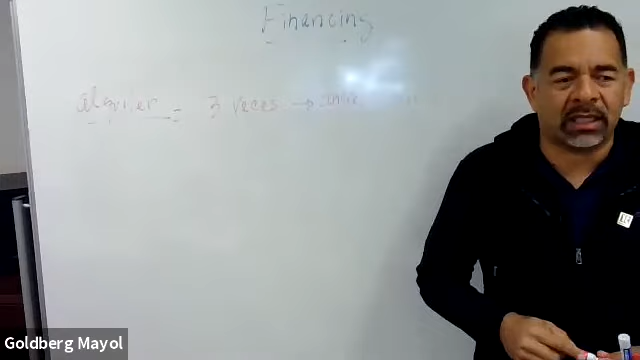 Financing
alquiler = 3 veces →
Goldberg Mayol